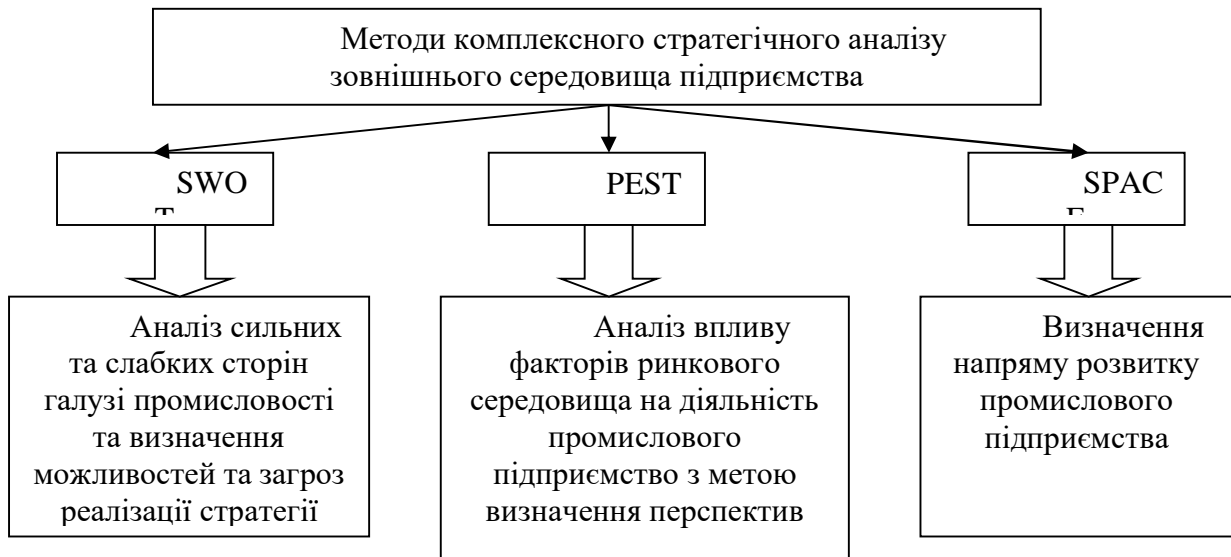 Методи комплексного стратегічного аналізу
зовнішнього середовища підприємства
SWO
Т
PEST
SPAC
E
Аналіз сильних
та слабких сторін
галузі промисловості
та визначення
можливостей та загроз
реалізації стратегії
Аналіз впливу
факторів ринкового
середовища на діяльність
промислового
підприємство з метою
визначення перспектив
Визначення
напряму розвитку
промислового
підприємства